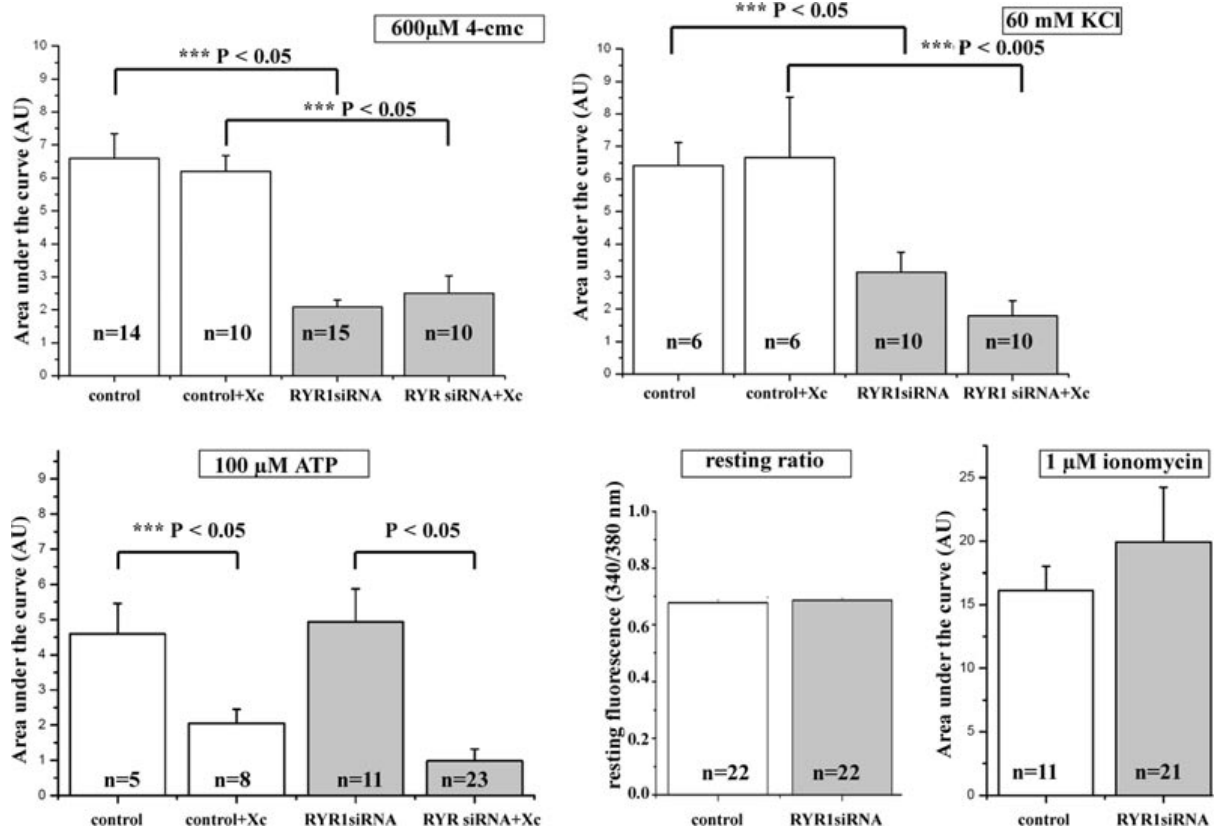 600μM 4-cmc
*** P < 0.05
*** P < 0.05
Area under the curve (AU)
10
9
8
7
6
5
4
3
2
1
0
n=14
n=10
n=15
n=10
control
control+Xc
RYR1siRNA
RYR siRNA+Xc
60 mM KCl
*** P < 0.05
*** P < 0.005
Area under the curve (AU)
10
9
8
7
6
5
4
3
2
1
0
n=6
n=6
n=10
n=10
control
control+Xc
RYR1siRNA
RYR1 siRNA+Xc
100 μM ATP
*** P < 0.05
P < 0.05
Area under the curve (AU)
9
8
7
6
5
4
3
2
1
0
n=5
n=8
n=11
n=23
control
control+Xc
RYR1siRNA
RYR siRNA+Xc
resting ratio
resting fluorescence (340/380 nm)
1.0
0.8
0.6
0.4
0.2
0.0
n=22
n=22
control
RYR1siRNA
1 μM ionomycin
Area under the curve (AU)
25
20
15
10
5
0
n=11
n=21
control
RYR1siRNA